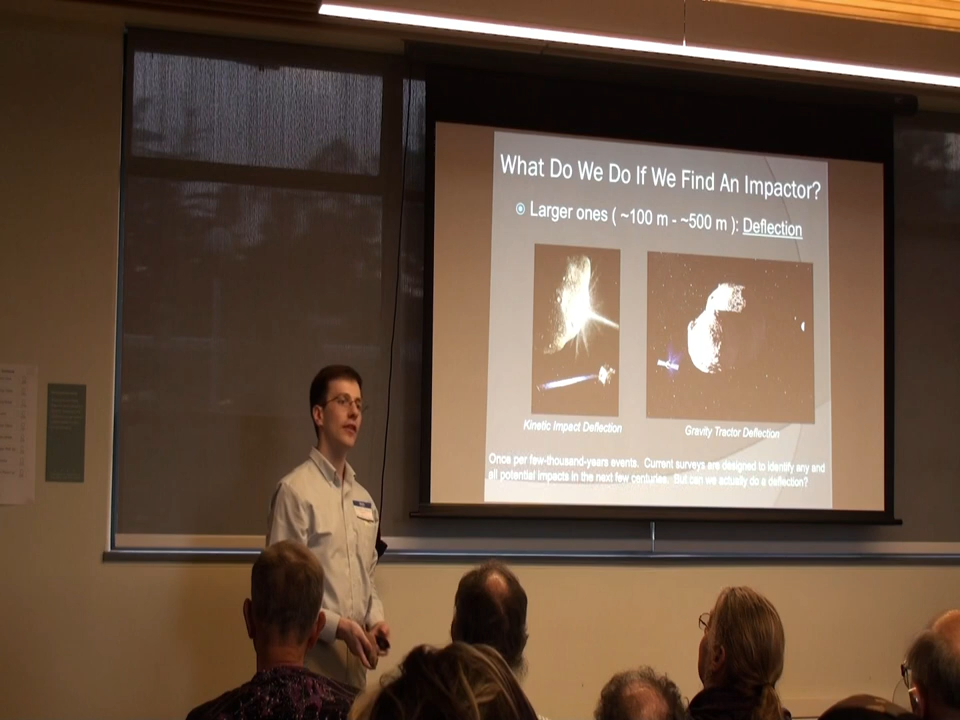 What Do We Do If We Find An Impactor?
Larger ones ( ~100 m - ~500 m ): Deflection
Kinetic Impact Deflection
Gravity Tractor Deflection
Once per few-thousand-years events. Current surveys are designed to identify any and
all potential impacts in the next few centuries. But can we actually do a deflection?